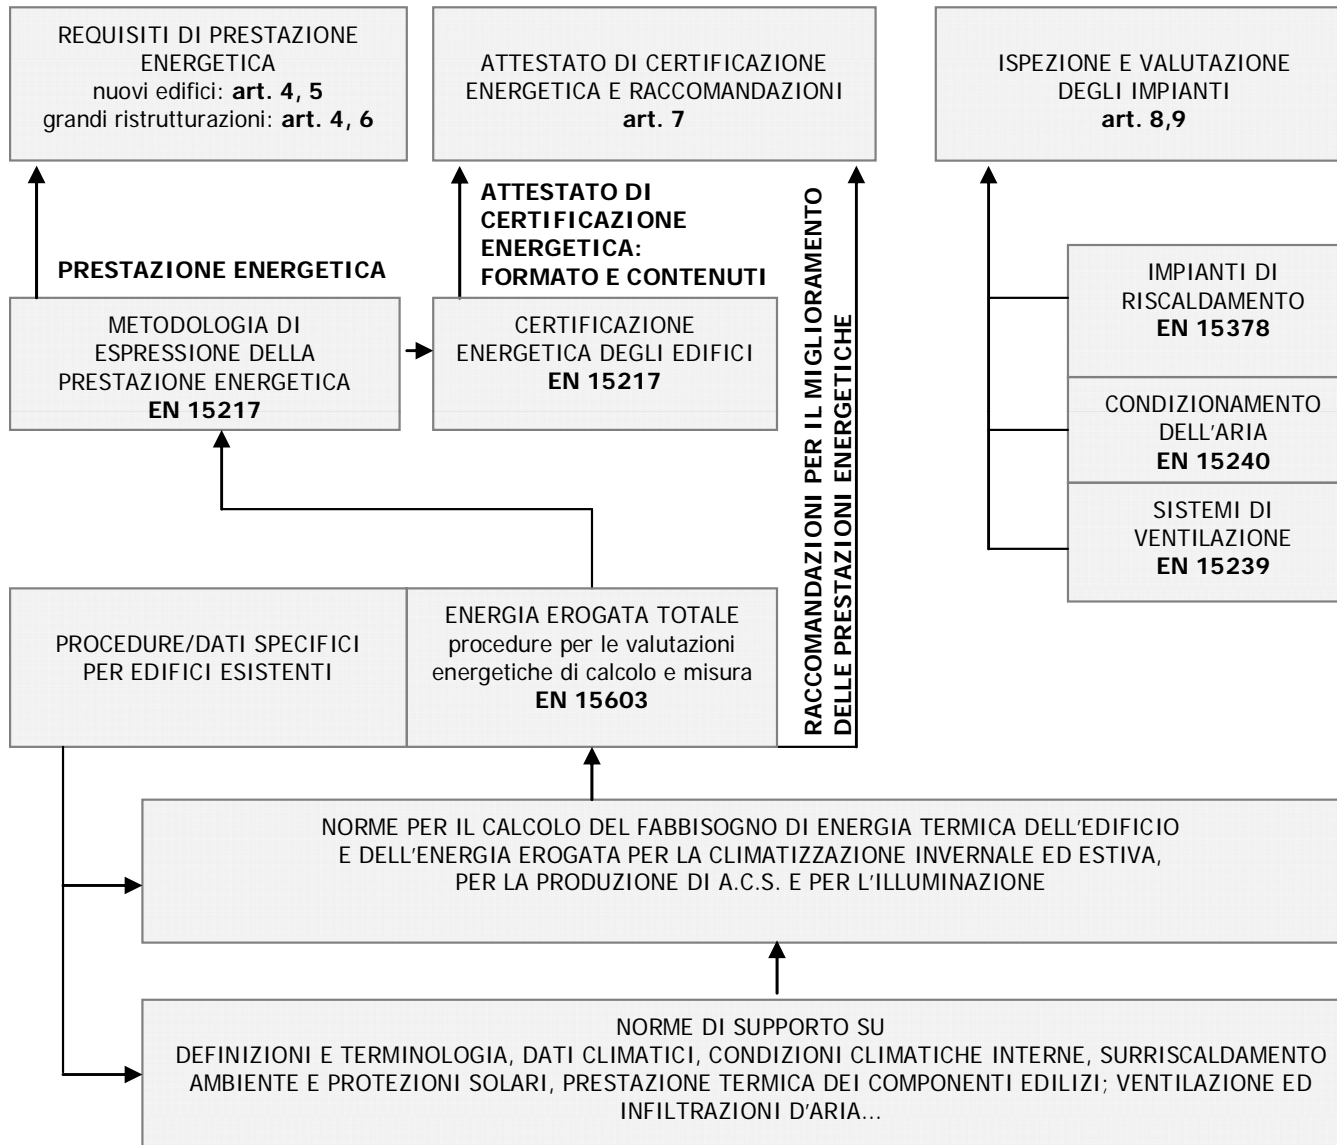 REQUISITI DI PRESTAZIONE
ENERGETICA
nuovi edifici: art. 4, 5
grandi ristrutturazioni: art. 4, 6
ATTESTATO DI CERTIFICAZIONE
ENERGETICA E RACCOMANDAZIONI
art. 7
ISPEZIONE E VALUTAZIONE
DEGLI IMPIANTI
art. 8,9
PRESTAZIONE ENERGETICA
ATTESTATO DI
CERTIFICAZIONE
ENERGETICA:
FORMATO E CONTENUTI
RACCOMANDAZIONI PER IL MIGLIORAMENTO
DELLE PRESTAZIONI ENERGETICHE
METODOLOGIA DI
ESPRESSIONE DELLA
PRESTAZIONE ENERGETICA
EN 15217
CERTIFICAZIONE
ENERGETICA DEGLI EDIFICI
EN 15217
IMPIANTI DI
RISCALDAMENTO
EN 15378
CONDIZIONAMENTO
DELL'ARIA
EN 15240
SISTEMI DI
VENTILAZIONE
EN 15239
PROCEDURE/DATI SPECIFICI
PER EDIFICI ESISTENTI
ENERGIA EROGATA TOTALE
procedure per le valutazioni
energetiche di calcolo e misura
EN 15603
NORME PER IL CALCOLO DEL FABBISOGNO DI ENERGIA TERMICA DELL'EDIFICIO
E DELL'ENERGIA EROGATA PER LA CLIMATIZZAZIONE INVERNALE ED ESTIVA,
PER LA PRODUZIONE DI A.C.S. E PER L'ILLUMINAZIONE
NORME DI SUPPORTO SU
DEFINIZIONI E TERMINOLOGIA, DATI CLIMATICI, CONDIZIONI CLIMATICHE INTERNE, SURRISCALDAMENTO
AMBIENTE E PROTEZIONI SOLARI, PRESTAZIONE TERMICA DEI COMPONENTI EDILIZI; VENTILAZIONE ED
INFILTRAZIONI D'ARIA...